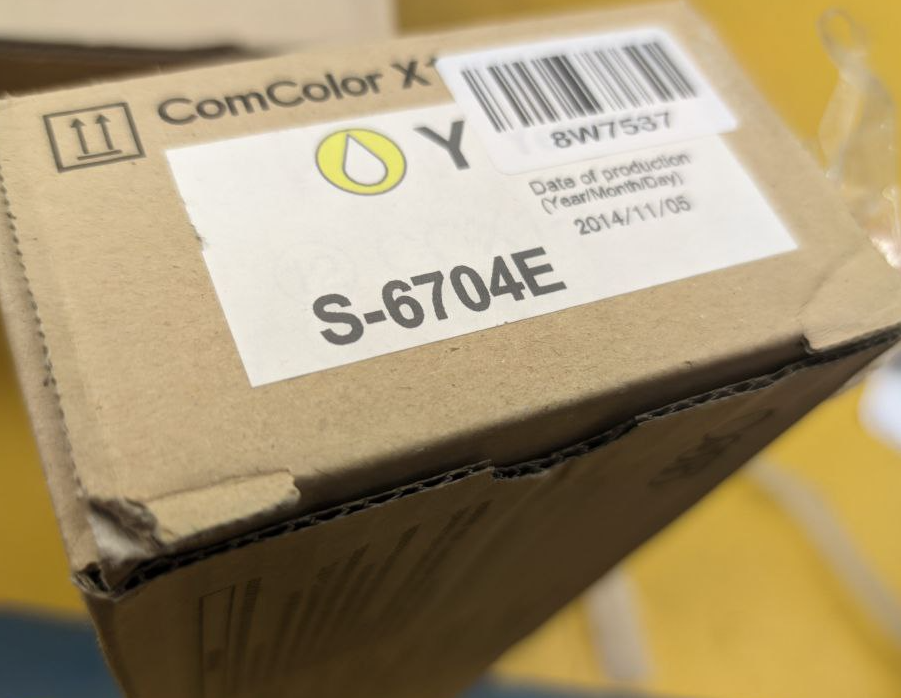 ComColor X
Y
8W7537
Date of production
(Year/Month/Day)
2014/11/05
S-6704E